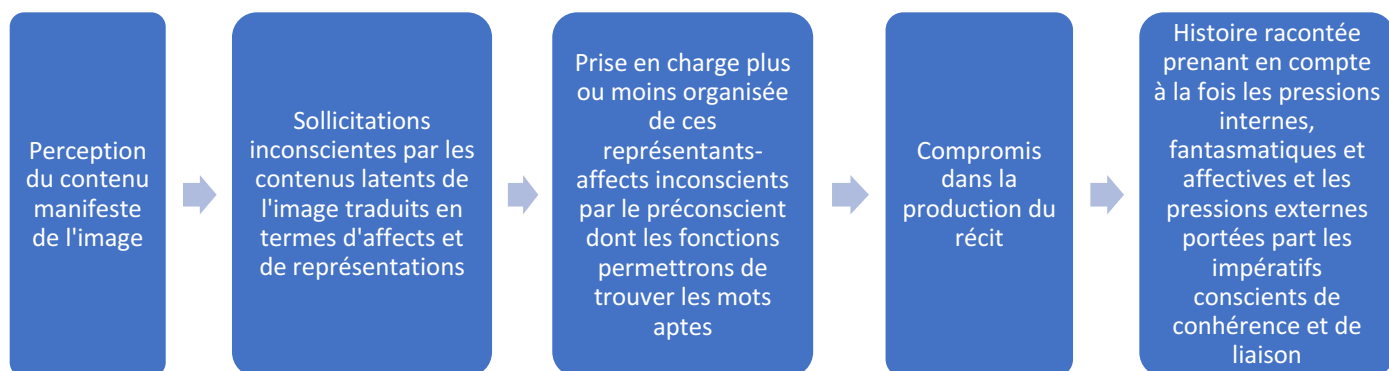 Perception
du contenu
manifeste
de l'image
Sollicitations
inconscientes par les
contenus latents de
l'image traduits en
termes d'affects et
de représentations
Prise en charge plus
ou moins organisée
de ces
représentants-
affects inconscients
par le préconscient
dont les fonctions
permettrons de
trouver les mots
aptes
Compromis
dans la
production du
récit
Histoire racontée
prenant en compte
à la fois les pressions
internes,
fantasmatiques et
affectives et les
pressions externes
portées part les
impératifs
conscients de
conhérence et de
liaison